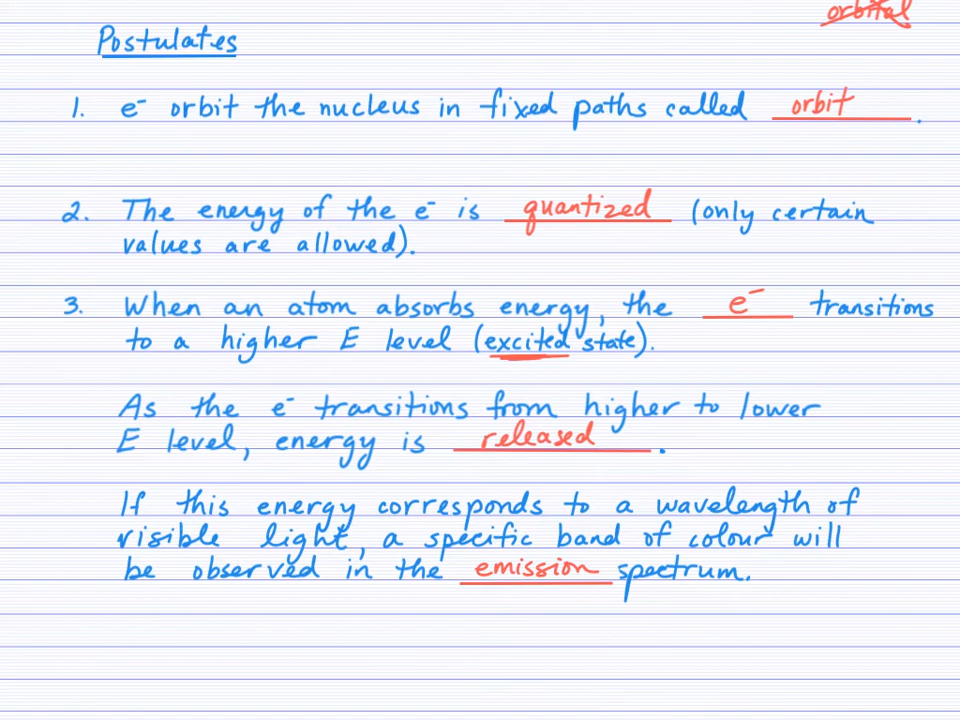 orbital
Postulates
1. e⁻ orbit the nucleus in fixed paths called orbit.
2. The energy of the e⁻ is quantized (only certain
values are allowed).
3. When an atom absorbs energy, the e⁻ transitions
to a higher E level (excited state).
As the e⁻ transitions from higher to lower
E level, energy is released.
If this energy corresponds to a wavelength of
visible light, a specific band of colour will
be observed in the emission spectrum.